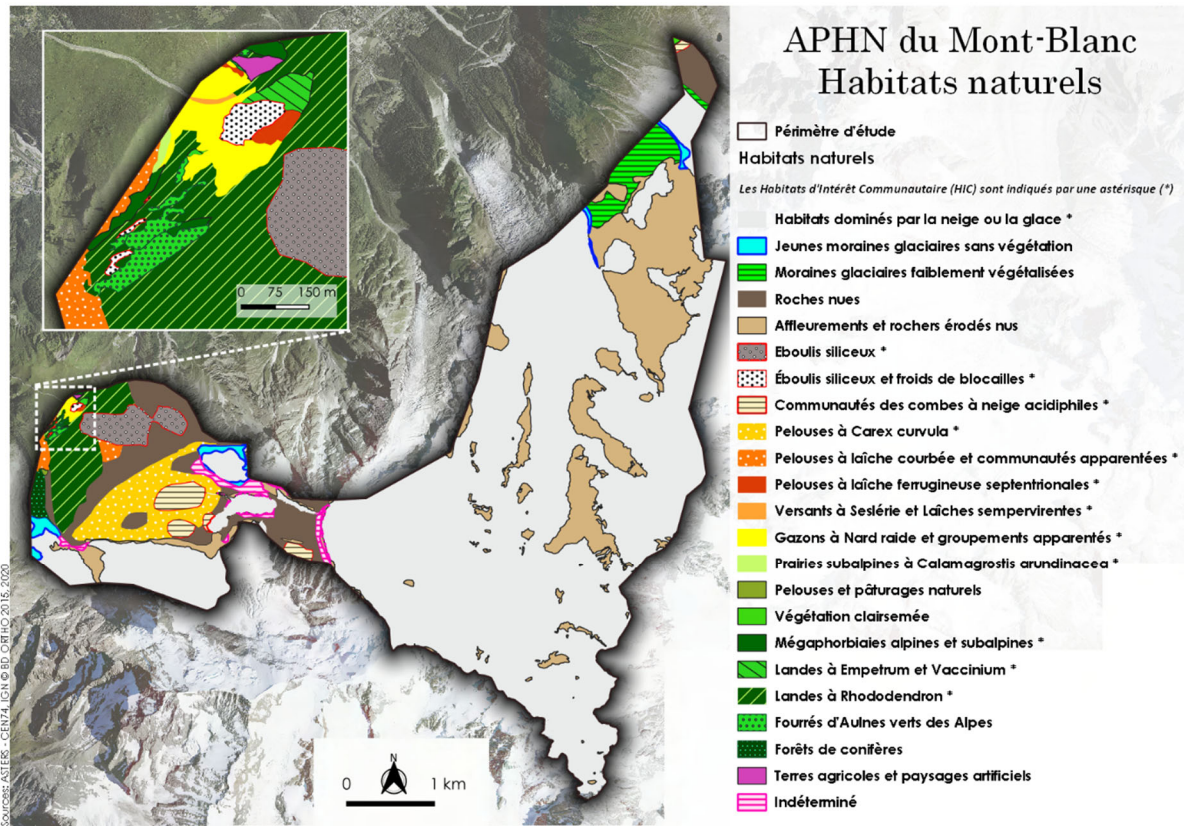 APHN du Mont-Blanc
Habitats naturels
Périmètre d'étude
Habitats naturels
Les Habitats d'Intérêt Communautaire (HIC) sont indiqués par une astérisque (*)
Habitats dominés par la neige ou la glace *
Jeunes moraines glaciaires sans végétation
Moraines glaciaires faiblement végétalisées
Roches nues
Affleurements et rochers érodés nus
Eboulis siliceux *
Éboulis siliceux et froids de blocailles *
Communautés des combes à neige acidiphiles *
Pelouses à Carex curvula *
Pelouses à laîche courbée et communautés apparentées *
Pelouses à laîche ferrugineuse septentrionales *
Versants à Seslérie et Laîches sempervirentes *
Gazons à Nard raide et groupements apparentés *
Prairies subalpines à Calamagrostis arundinacea *
Pelouses et pâturages naturels
Végétation clairsemée
Mégaphorbiaies alpines et subalpines *
Landes à Empetrum et Vaccinium *
Landes à Rhododendron *
Fourrés d'Aulnes verts des Alpes
Forêts de conifères
Terres agricoles et paysages artificiels
Indéterminé
0 75 150 m
N
0 1 km
Sources: ASTERS - CEN74, IGN © BD ORTHO 2015, 2020